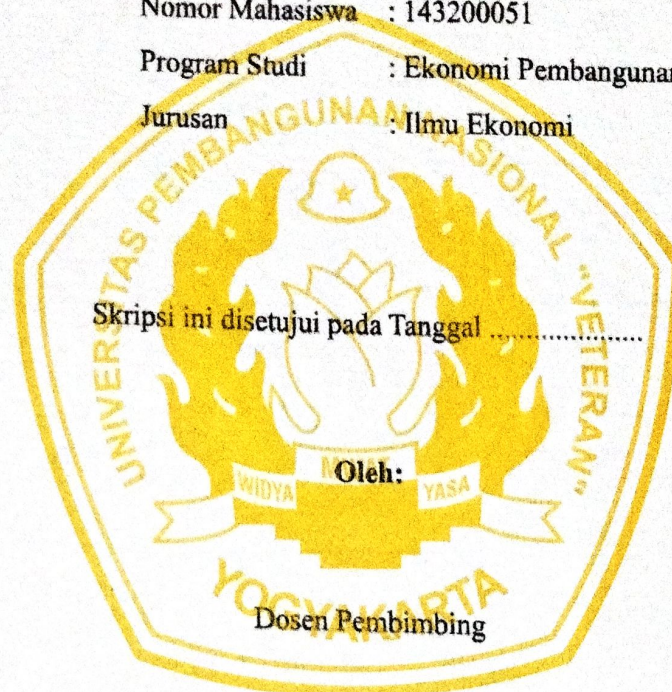 Nomor Mahasiswa : 143200051
Program Studi : Ekonomi Pembangunan
Jurusan : Ilmu Ekonomi
UNIVERSITAS PEMBANGUNAN NASIONAL "VETERAN"
Skripsi ini disetujui pada Tanggal ....................
WIDYA YASA
Oleh:
YOGYAKARTA
Dosen Pembimbing